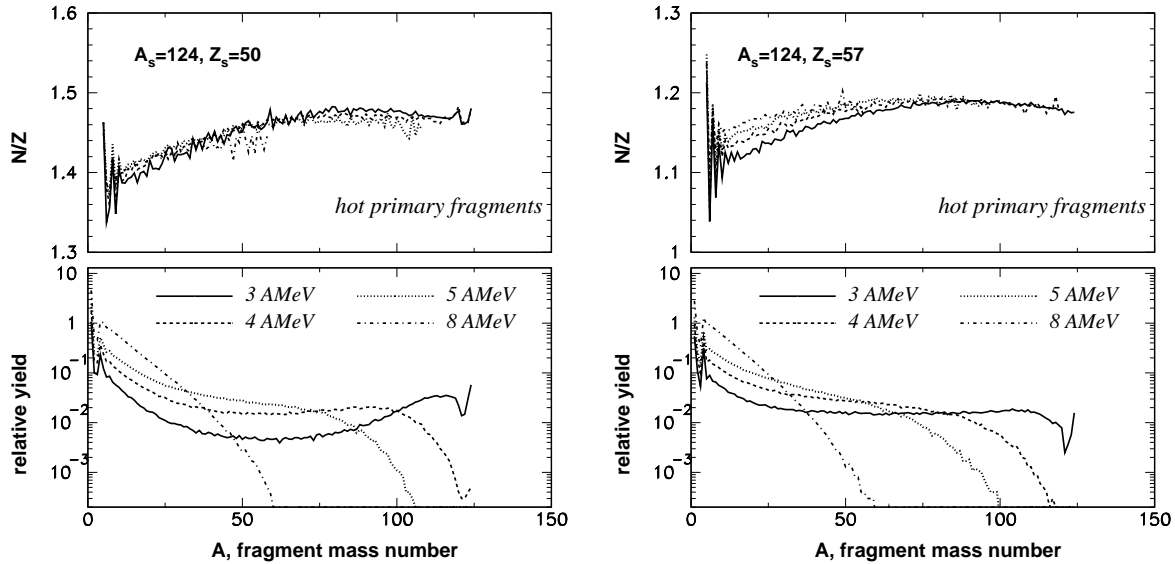 1.6
1.5
1.4
1.3
N/Z
A_s=124, Z_s=50
hot primary fragments
10
1
10^-1
10^-2
10^-3
relative yield
3 AMeV
5 AMeV
4 AMeV
8 AMeV
0
50
100
150
A, fragment mass number
1.3
1.2
1.1
1
N/Z
A_s=124, Z_s=57
hot primary fragments
10
1
10^-1
10^-2
10^-3
relative yield
3 AMeV
5 AMeV
4 AMeV
8 AMeV
0
50
100
150
A, fragment mass number